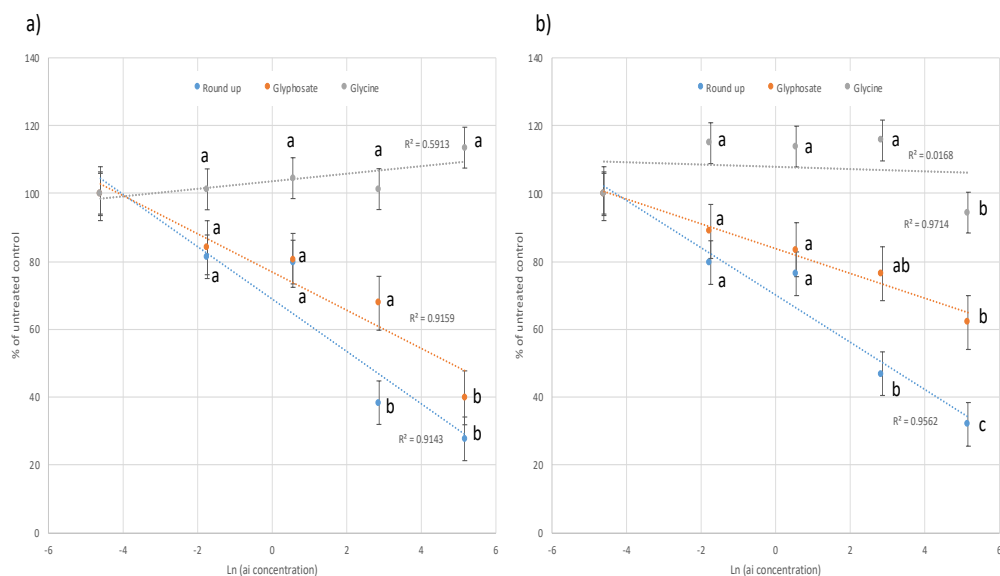 a)
140
Round up Glyphosate Glycine
120
a
a
a
a
R² = 0.5913
100
% of untreated control
a
80
a
a
a
a
R² = 0.9159
60
40
b
b
b
R² = 0.9143
20
0
-6 -4 -2 0 2 4 6
Ln (ai concentration)
b)
140
Round up Glyphosate Glycine
120
a
a
a
R² = 0.0168
100
b
R² = 0.9714
% of untreated control
a
a
80
a
a
ab
60
b
40
b
R² = 0.9562
c
20
0
-6 -4 -2 0 2 4 6
Ln (ai concentration)